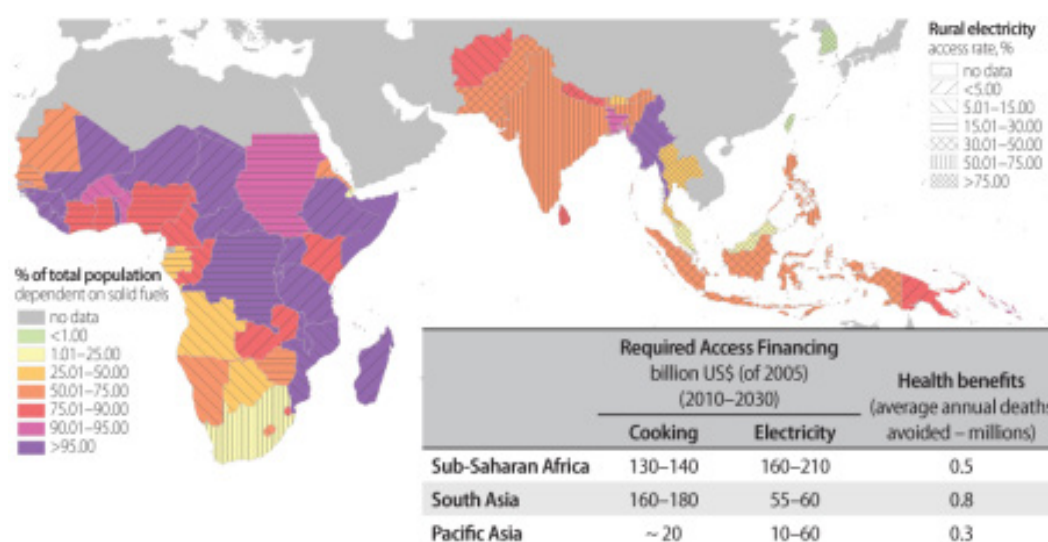 Rural electricity
access rate, %
no data
<5.00
5.01–15.00
15.01–30.00
30.01–50.00
50.01–75.00
>75.00
% of total population
dependent on solid fuels
no data
<1.00
1.01–25.00
25.01–50.00
50.01–75.00
75.01–90.00
90.01–95.00
>95.00
Required Access Financing
billion US$ (of 2005)
(2010–2030)
Health benefits
(average annual deaths
avoided – millions)
Cooking Electricity
Sub-Saharan Africa 130–140 160–210 0.5
South Asia 160–180 55–60 0.8
Pacific Asia ~ 20 10–60 0.3